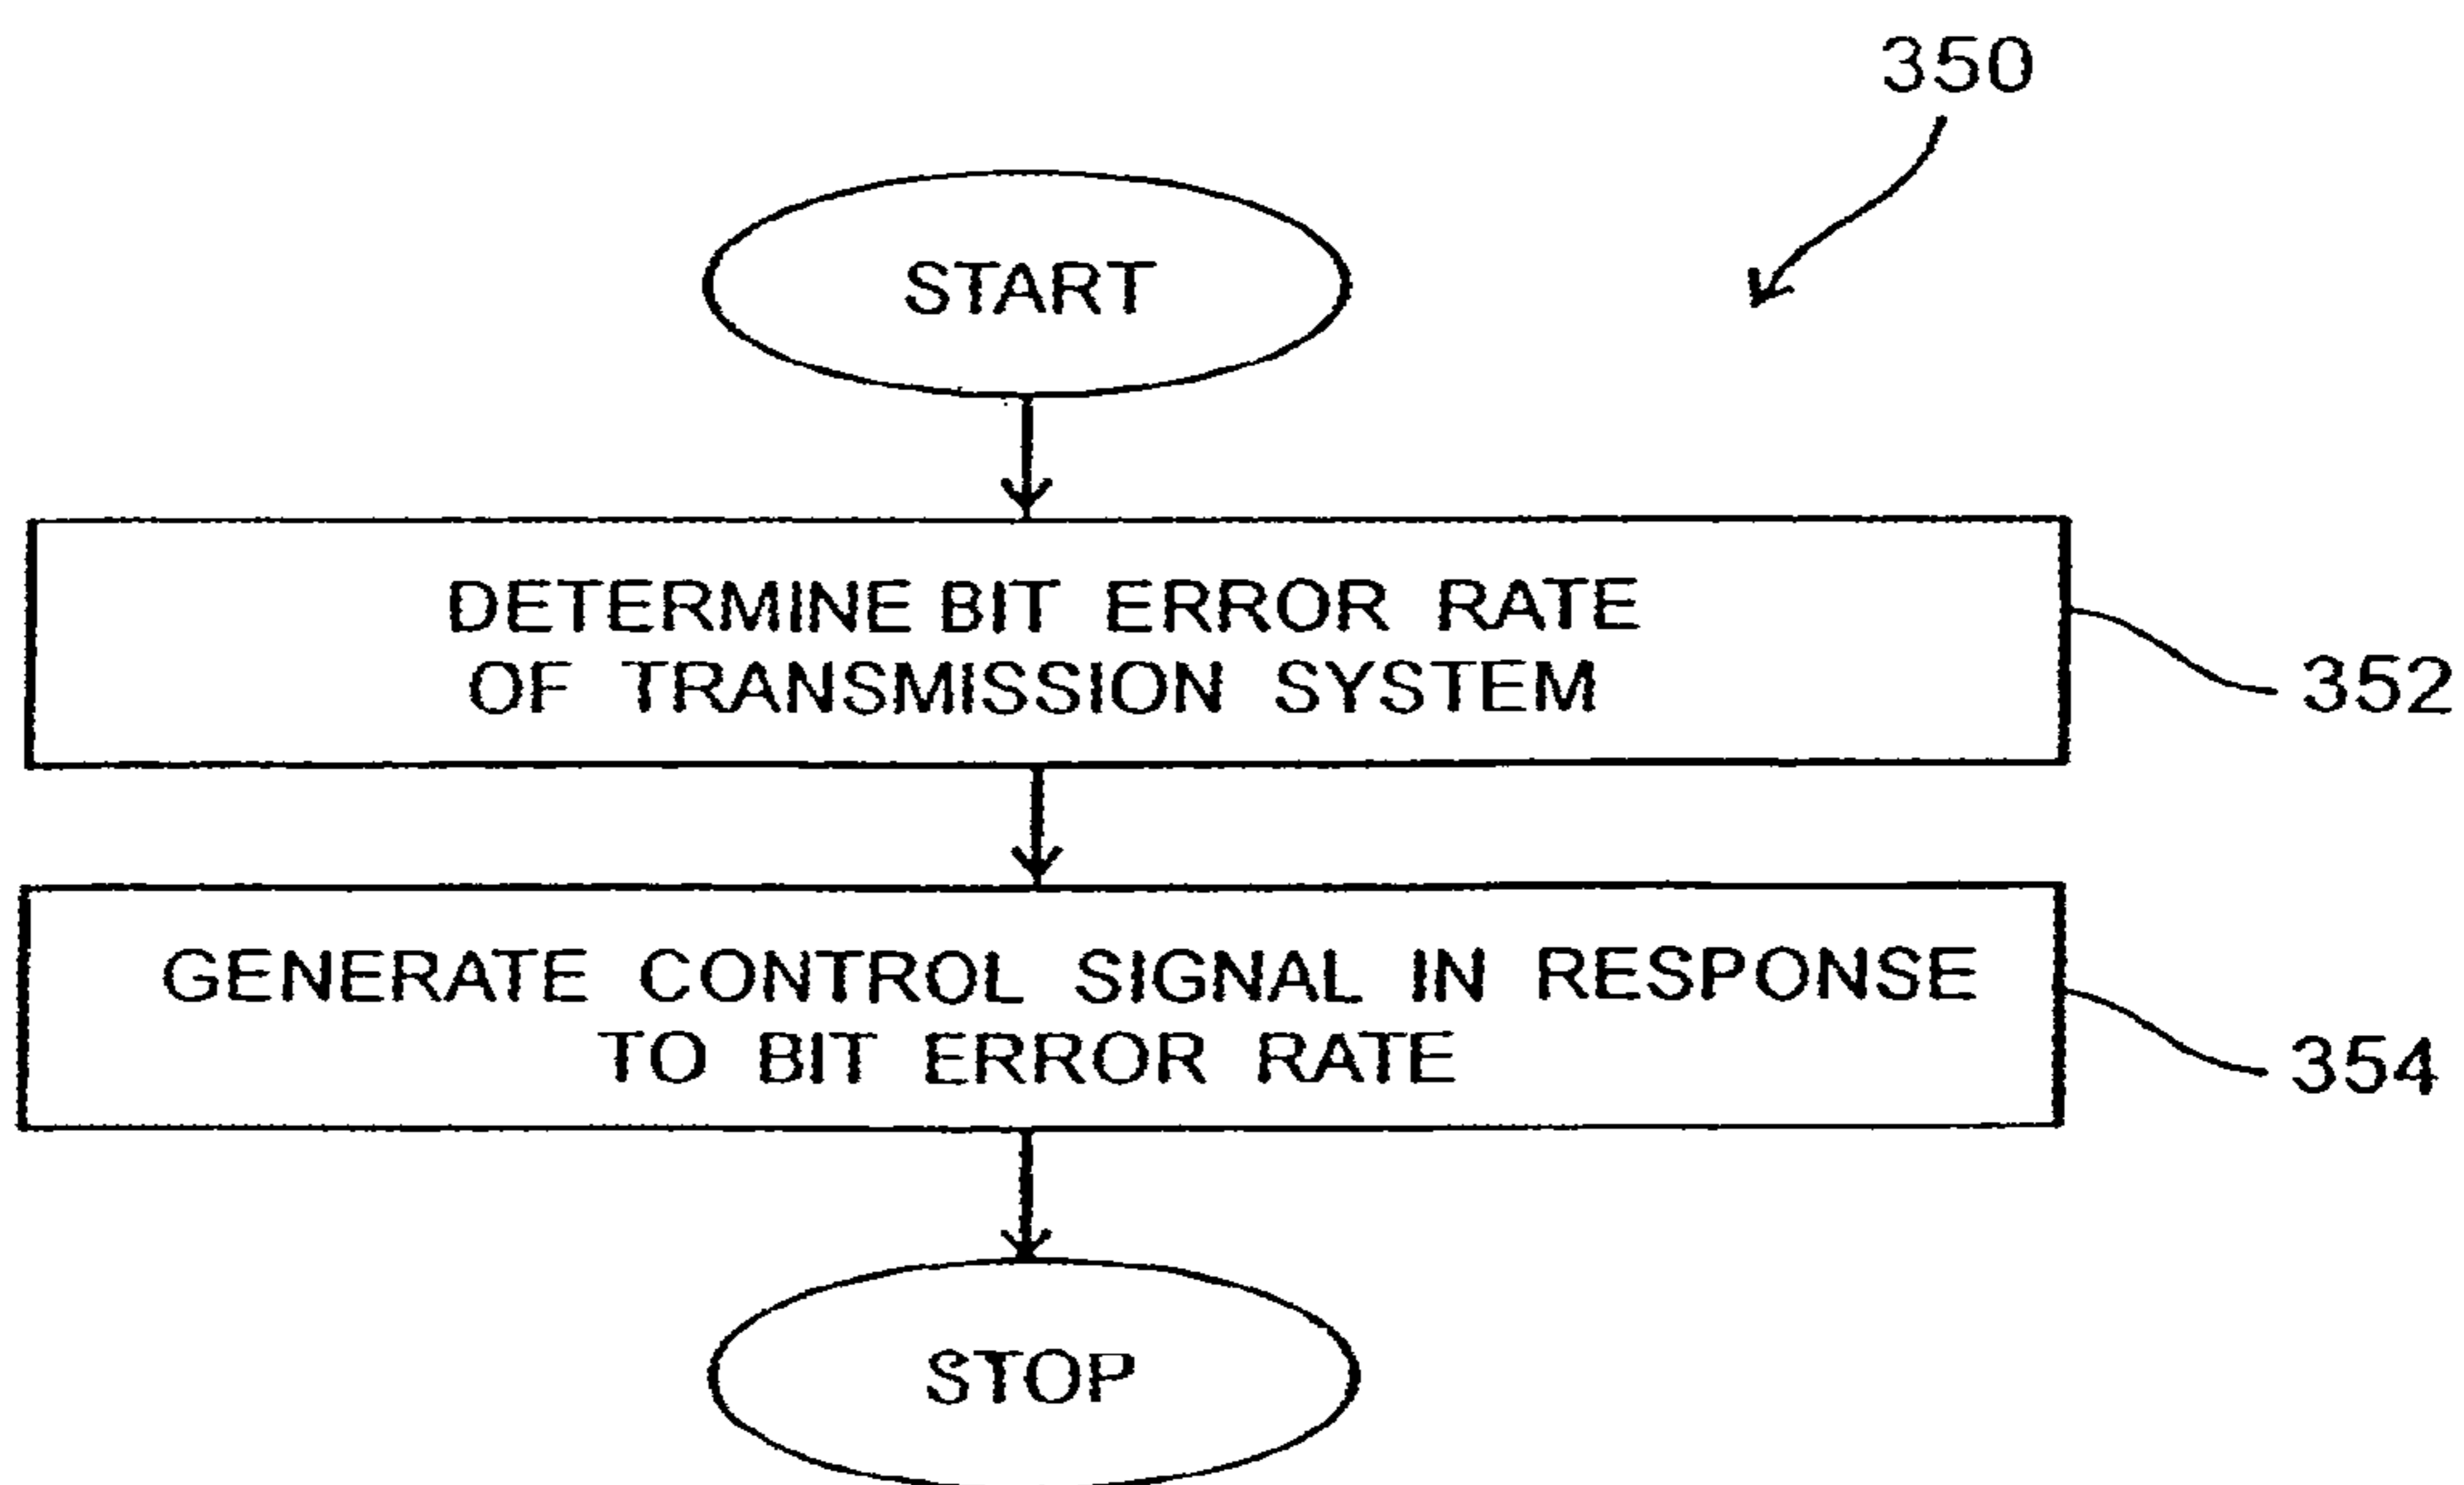 350
START
DETERMINE BIT ERROR RATE
OF TRANSMISSION SYSTEM
352
GENERATE CONTROL SIGNAL IN RESPONSE
TO BIT ERROR RATE
354
STOP